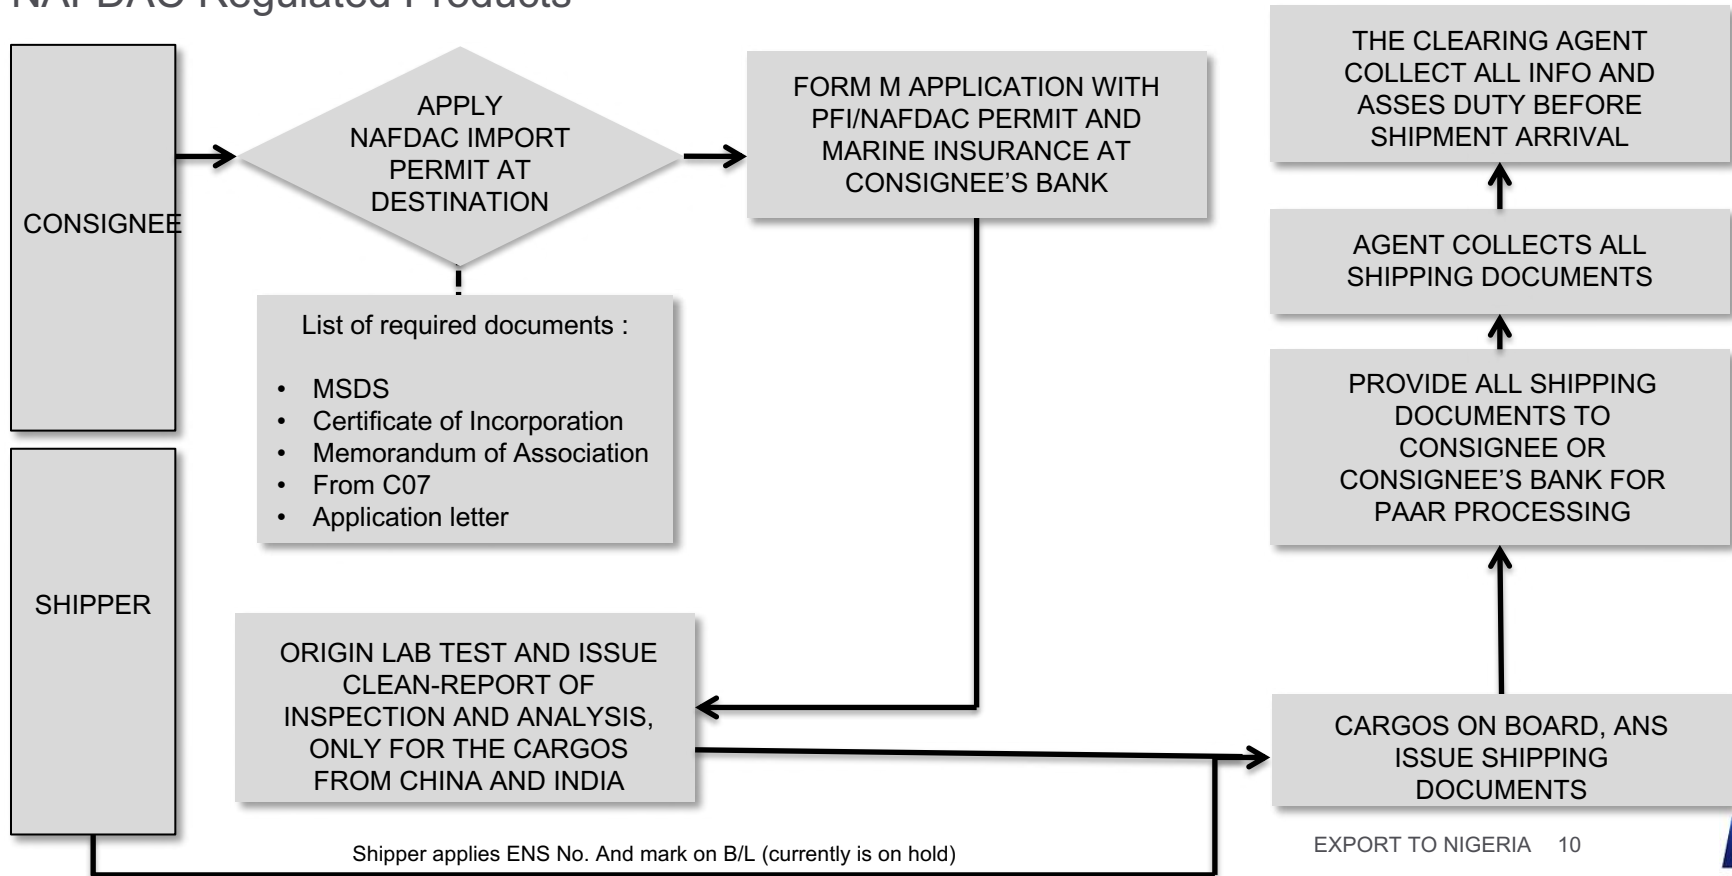 NAFDAC Regulated Products
CONSIGNEE
APPLY
NAFDAC IMPORT
PERMIT AT
DESTINATION
FORM M APPLICATION WITH
PFI/NAFDAC PERMIT AND
MARINE INSURANCE AT
CONSIGNEE'S BANK
List of required documents :
• MSDS
• Certificate of Incorporation
• Memorandum of Association
• From C07
• Application letter
SHIPPER
ORIGIN LAB TEST AND ISSUE
CLEAN-REPORT OF
INSPECTION AND ANALYSIS,
ONLY FOR THE CARGOS
FROM CHINA AND INDIA
Shipper applies ENS No. And mark on B/L (currently is on hold)
CARGOS ON BOARD, ANS
ISSUE SHIPPING
DOCUMENTS
PROVIDE ALL SHIPPING
DOCUMENTS TO
CONSIGNEE OR
CONSIGNEE'S BANK FOR
PAAR PROCESSING
AGENT COLLECTS ALL
SHIPPING DOCUMENTS
THE CLEARING AGENT
COLLECT ALL INFO AND
ASSES DUTY BEFORE
SHIPMENT ARRIVAL
EXPORT TO NIGERIA 10